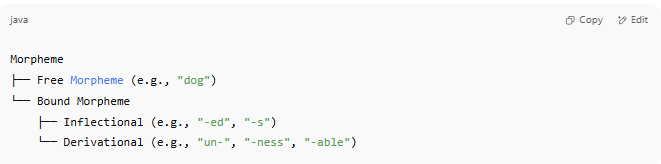 java Copy Edit
Morpheme
├── Free Morpheme (e.g., "dog")
└── Bound Morpheme
    ├── Inflectional (e.g., "-ed", "-s")
    └── Derivational (e.g., "un-", "-ness", "-able")